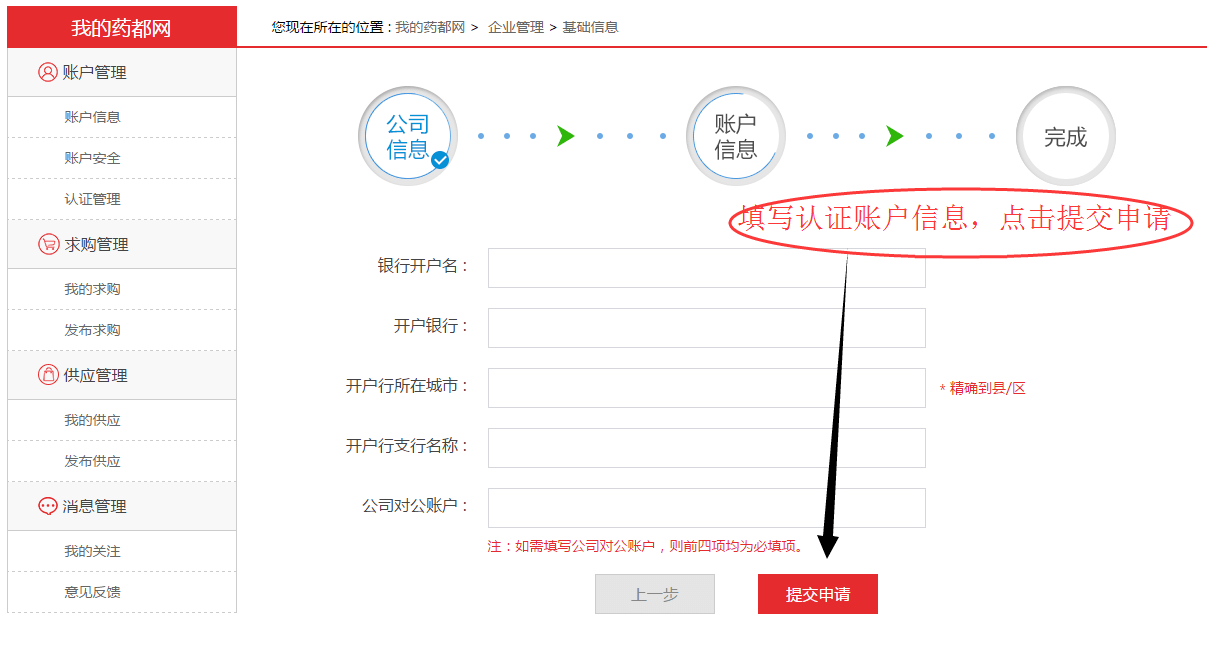 我的药都网
您现在所在的位置 : 我的药都网 > 企业管理 > 基础信息
账户管理
账户信息
账户安全
认证管理
求购管理
我的求购
发布求购
供应管理
我的供应
发布供应
消息管理
我的关注
意见反馈
公司
信息
账户
信息
完成
填写认证账户信息，点击提交申请
银行开户名：
开户银行：
开户行所在城市：
* 精确到县/区
开户行支行名称：
公司对公账户：
注：如需填写公司对公账户，则前四项均为必填项。
上一步
提交申请